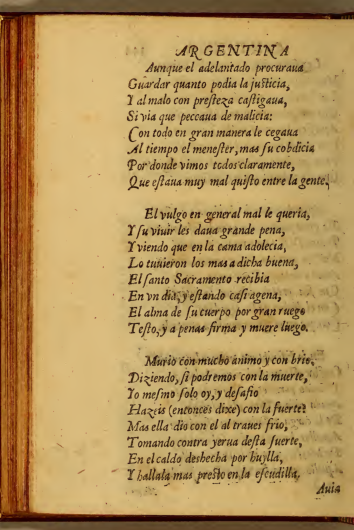 ARGENTINA
Aunque el adelantado procuraua
Guardar quanto podia la justicia,
Y al malo con presteza castigaua,
Si via que peccaua de malicia:
Con todo en gran manera le cegaua
Al tiempo el menester, mas su cobdicia
Por donde vimos todos claramente,
Que estaua muy mal quisto entre la gente.
El vulgo en general mal le queria,
Y su viuir les daua grande pena,
Y viendo que en la cama adolecia,
Lo tuuieron los mas a dicha buena,
El santo Sacramento recibia
En vn dia, y estando casi agena,
El alma de su cuerpo por gran ruego
Testo, y a penas firma y muere luego.
Murio con mucho animo y con brio,
Diziendo, si podremos con la muerte,
Yo mesmo solo oy, y desafio
Hazeis (entonces dixe) con la fuerte?
Mas ella dio con el al traues frio,
Tomando contra yerua desta suerte,
En el caldo deshecha por huylla,
Y hallala mas presto en la escudilla.
Auia